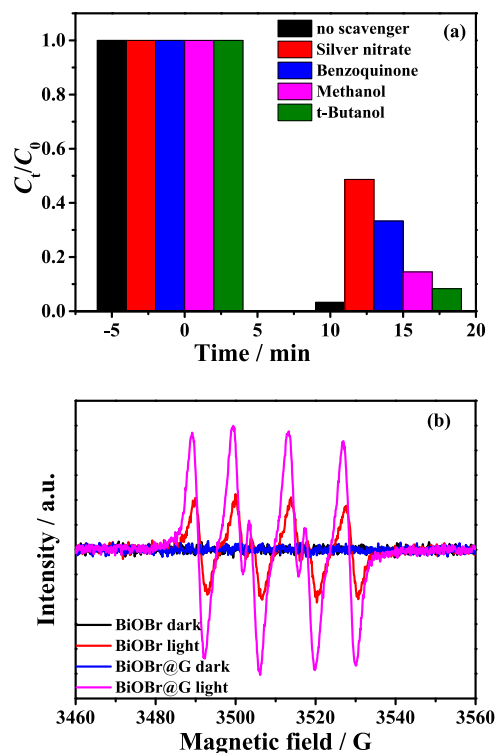 (a)
no scavenger
Silver nitrate
Benzoquinone
Methanol
t-Butanol
Ct/C0
1.0
0.8
0.6
0.4
0.2
0.0
-5 0 5 10 15 20
Time / min
(b)
Intensity / a.u.
BiOBr dark
BiOBr light
BiOBr@G dark
BiOBr@G light
3460 3480 3500 3520 3540 3560
Magnetic field / G